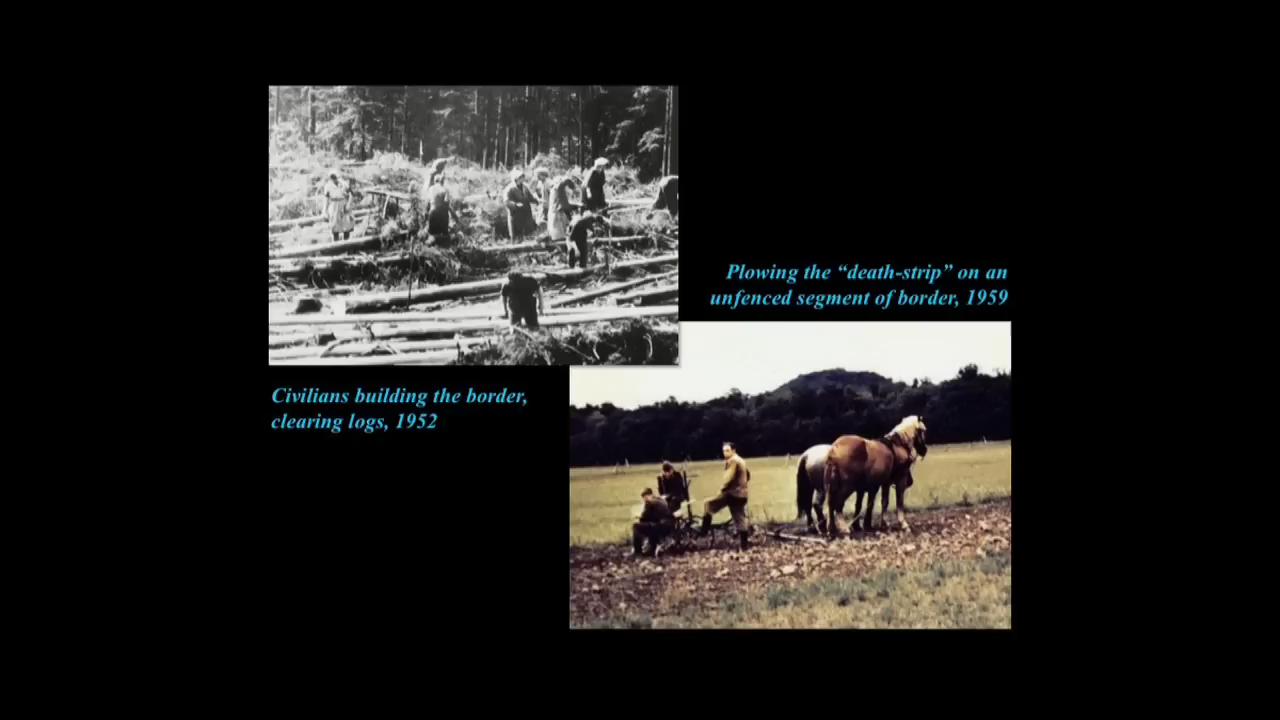 Plowing the “death-strip” on an
unfenced segment of border, 1959
Civilians building the border,
clearing logs, 1952